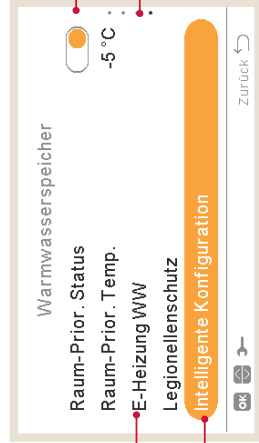 Warmwasserspeicher
Raum-Prior. Status
Raum-Prior. Temp. -5 °C
E-Heizung WW
Legionellenschutz
Intelligente Konfiguration
OK Zurück